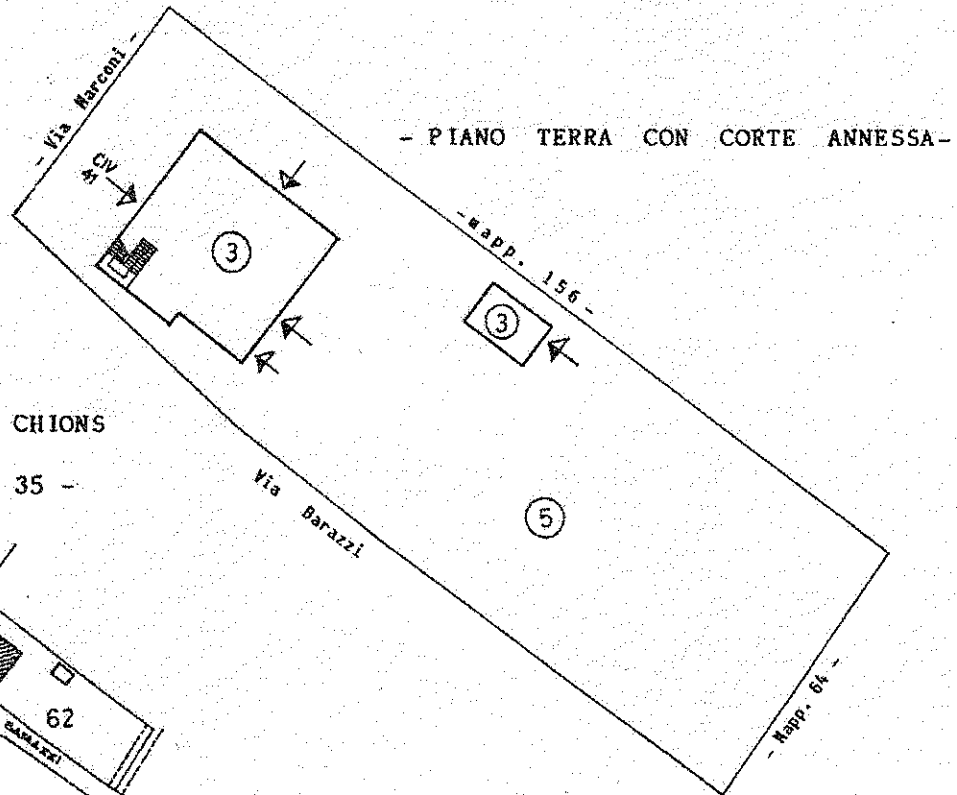 - Via Marconi -
- PIANO TERRA CON CORTE ANNESSA-
CIV
41
3
- Mapp. 156 -
3
CHIONS
35 -
Via Barazzi
5
62
BARAZZI
- Mapp. 64 -